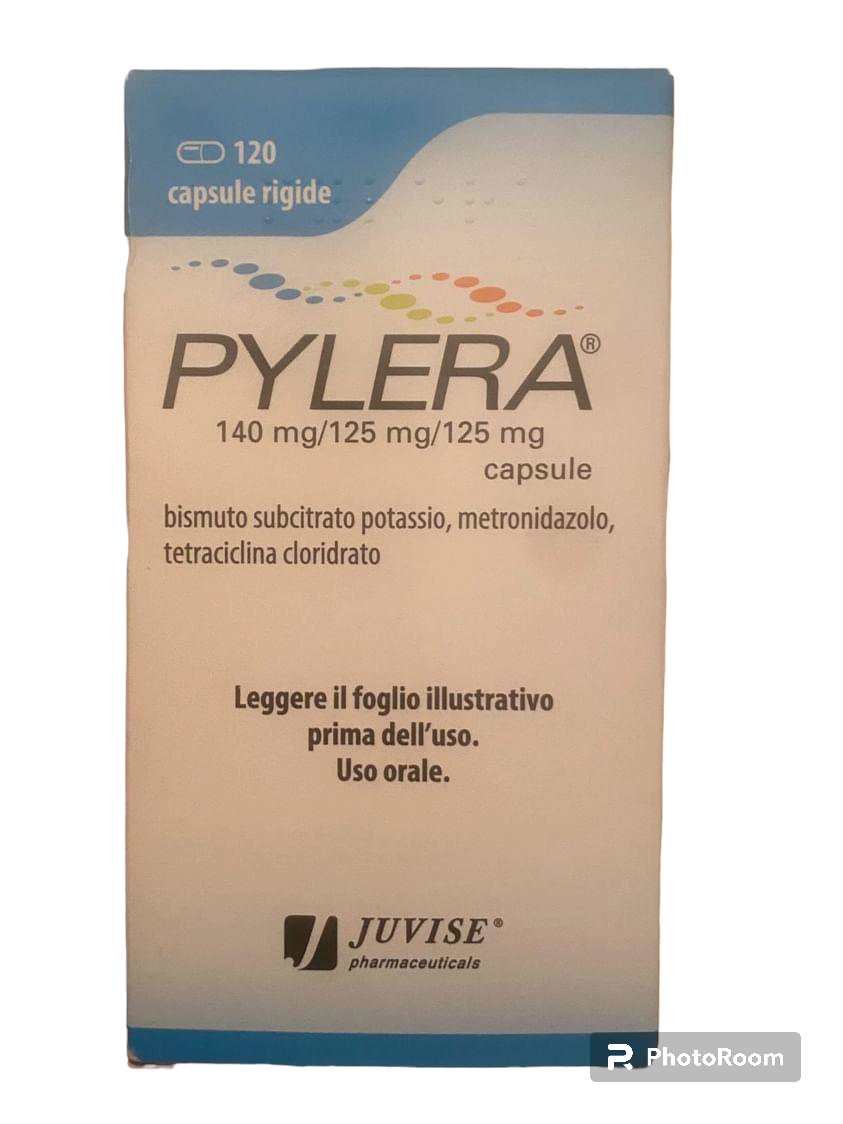 120
capsule rigide
PYLERA®
140 mg/125 mg/125 mg
capsule
bismuto subcitrato potassio, metronidazolo,
tetraciclina cloridrato
Leggere il foglio illustrativo
prima dell’uso.
Uso orale.
JUVISE®
pharmaceuticals
PhotoRoom